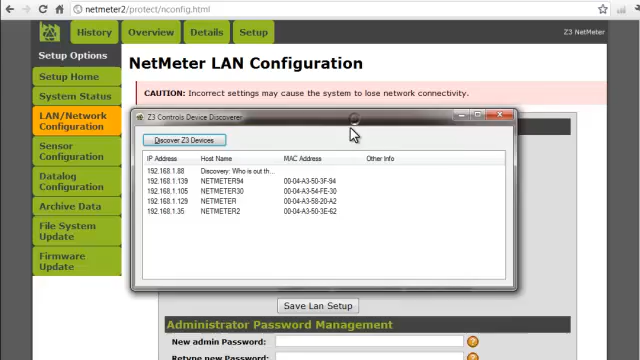 netmeter2/protect/nconfig.html
History Overview Details Setup Z3 NetMeter
Setup Options
Setup Home
System Status
LAN/Network
Configuration
Sensor
Configuration
Datalog
Configuration
Archive Data
File System
Update
Firmware
Update
NetMeter LAN Configuration
CAUTION: Incorrect settings may cause the system to lose network connectivity.
Z3 Controls Device Discoverer
Discover Z3 Devices
IP Address Host Name MAC Address Other Info
192.168.1.88 Discovery: Who is out th...
192.168.1.139 NETMETER94 00-04-A3-50-3F-94
192.168.1.105 NETMETER30 00-04-A3-54-FE-30
192.168.1.129 NETMETER 00-04-A3-58-20-A2
192.168.1.35 NETMETER2 00-04-A3-50-3E-62
Save Lan Setup
Administrator Password Management
New admin Password: ?
Retype new Password: ?